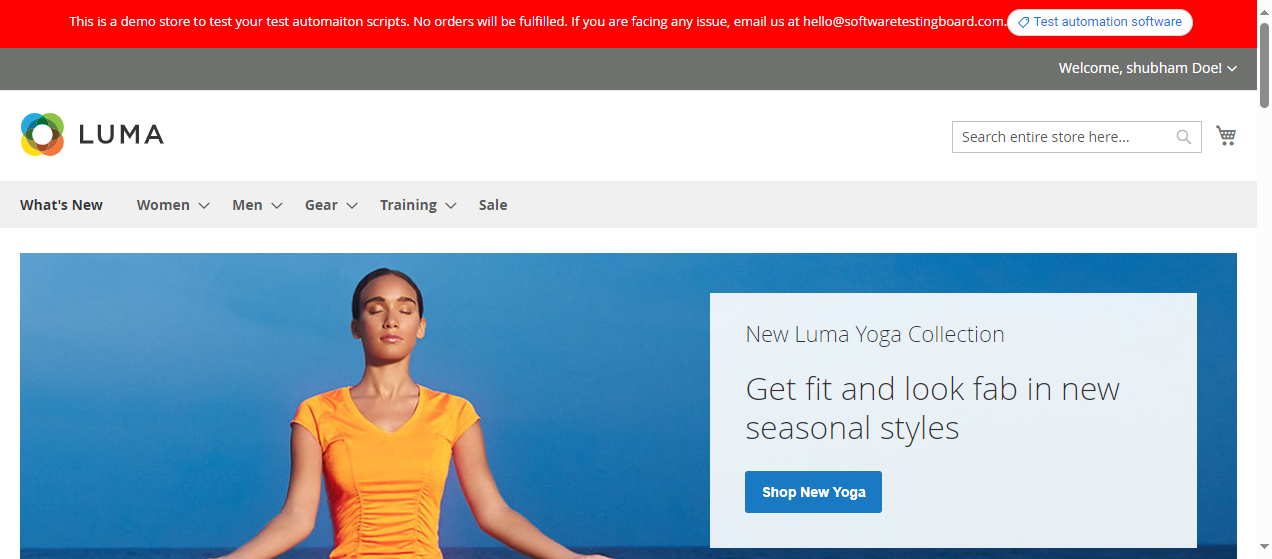 This is a demo store to test your test automaiton scripts. No orders will be fulfilled. If you are facing any issue, email us at hello@softwaretestingboard.com. Test automation software
Welcome, shubham Doe!
LUMA
Search entire store here...
What's New Women Men Gear Training Sale
New Luma Yoga Collection
Get fit and look fab in new
seasonal styles
Shop New Yoga